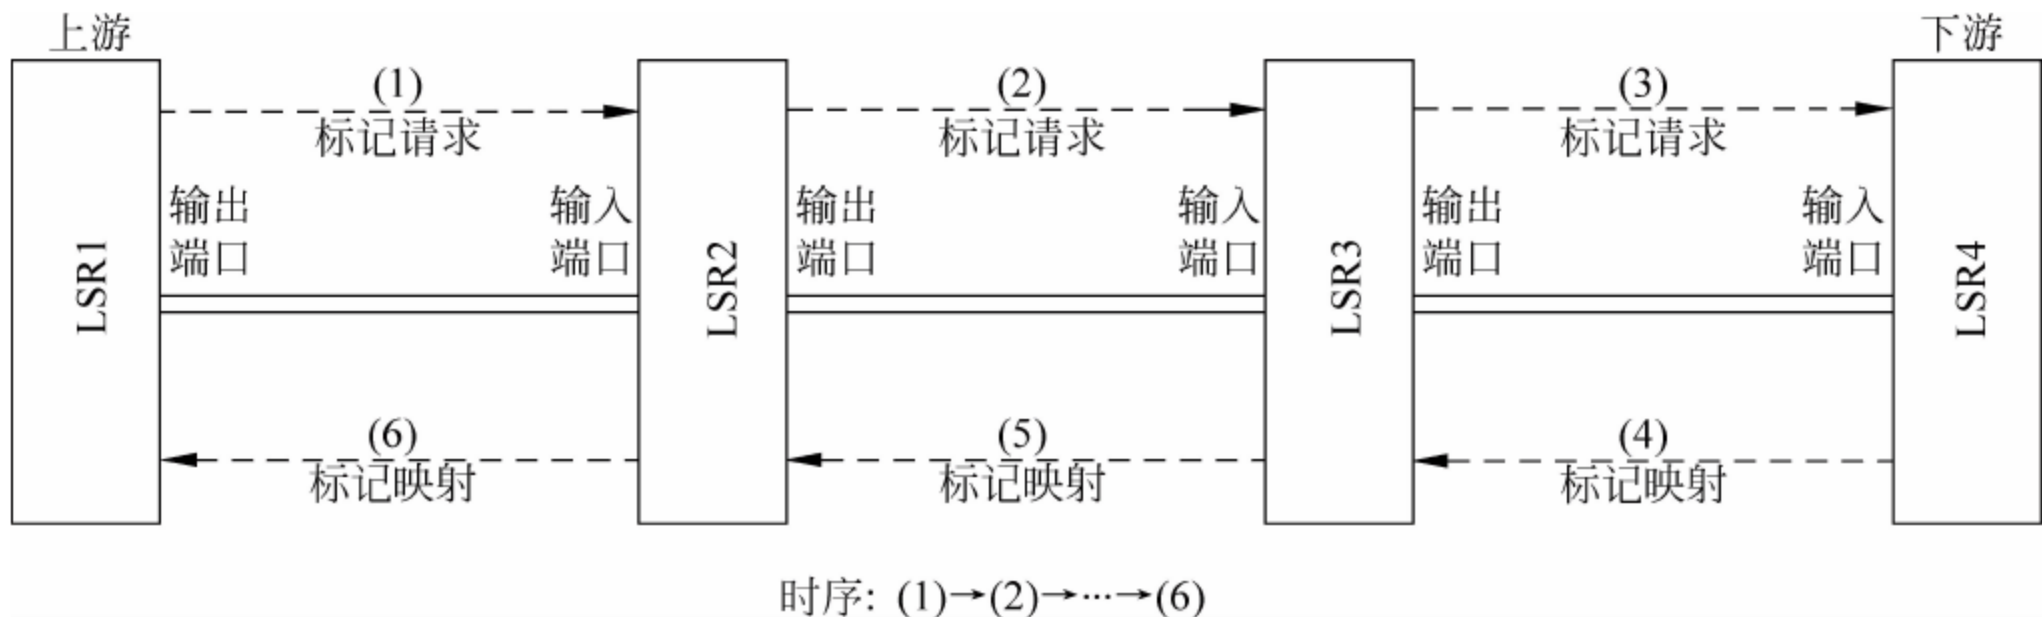 上游
下游
(1)
(2)
(3)
标记请求
标记请求
标记请求
输出
端口
输入
端口
输出
端口
输入
端口
输出
端口
输入
端口
LSR1
LSR2
LSR3
LSR4
(6)
(5)
(4)
标记映射
标记映射
标记映射
时序: (1)→(2)→···→(6)